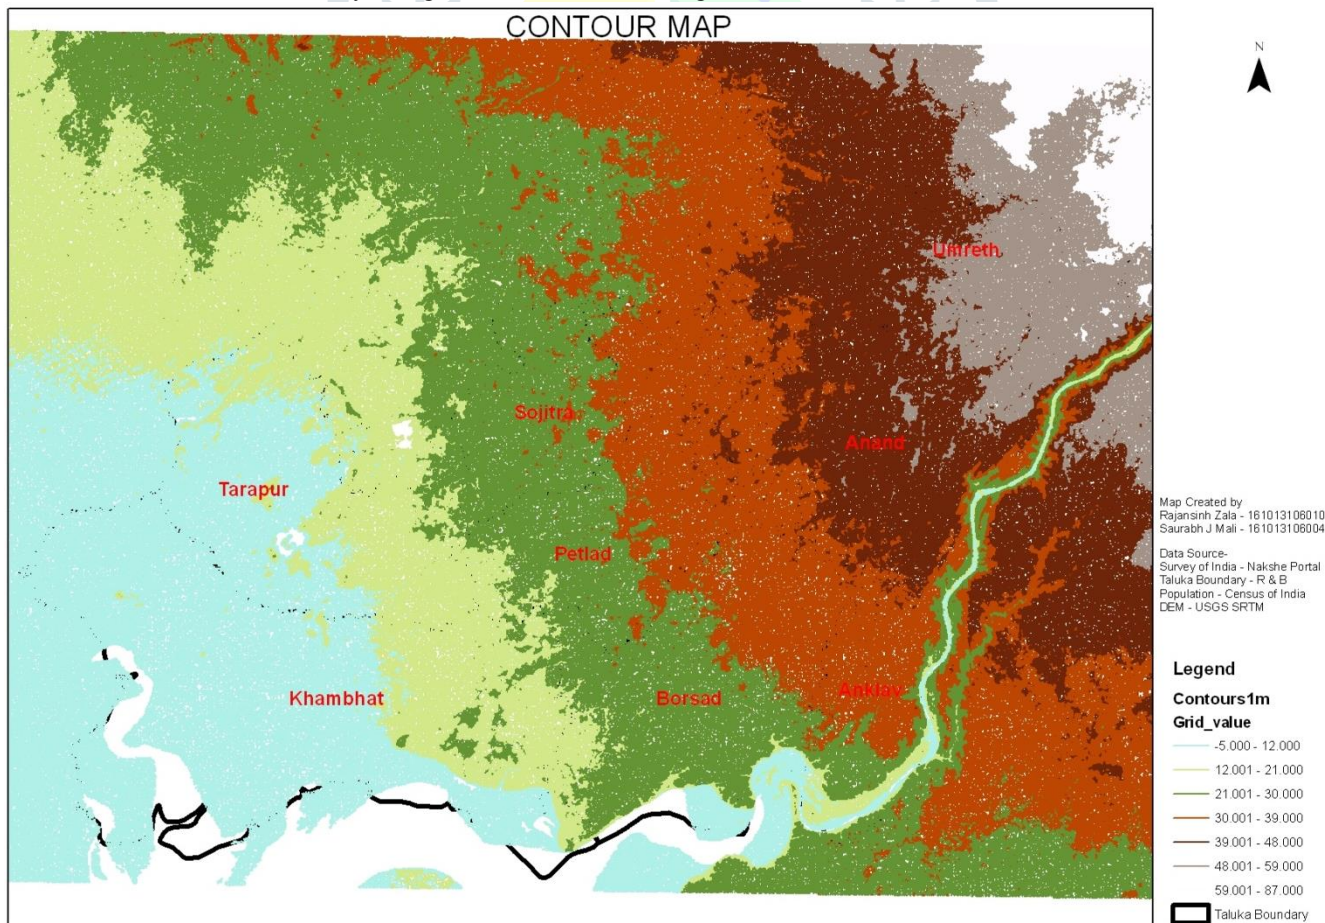 CONTOUR MAP
N
Umreth
Sojitra
Anand
Tarapur
Petlad
Khambhat
Borsad
Anklav
Map Created by
Rajansinh Zala - 161013106010
Saurabh J Mali - 161013106004
Data Source-
Survey of India - Nakshe Portal
Taluka Boundary - R & B
Population - Census of India
DEM - USGS SRTM
Legend
Contours1m
Grid_value
-5.000 - 12.000
12.001 - 21.000
21.001 - 30.000
30.001 - 39.000
39.001 - 48.000
48.001 - 59.000
59.001 - 87.000
Taluka Boundary